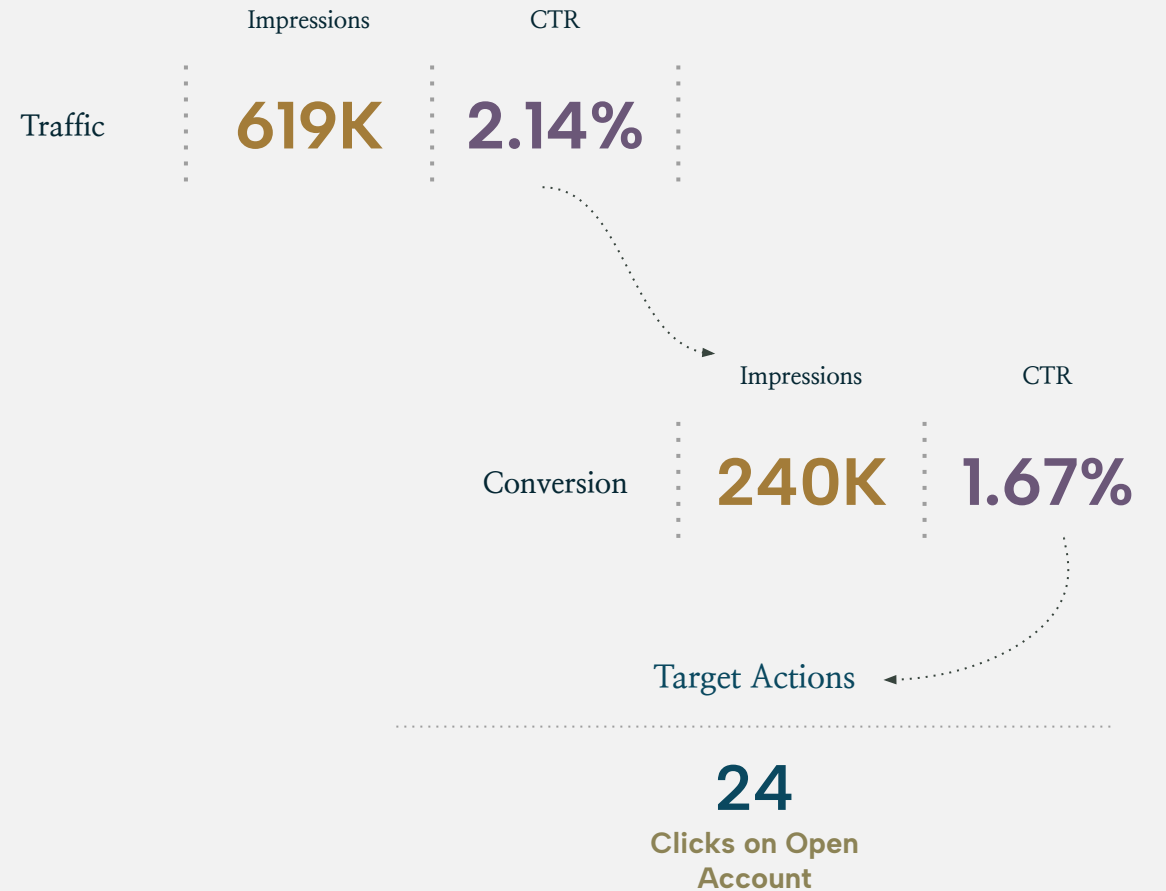 Impressions CTR
Traffic 619K 2.14%
Impressions CTR
Conversion 240K 1.67%
Target Actions
24
Clicks on Open
Account